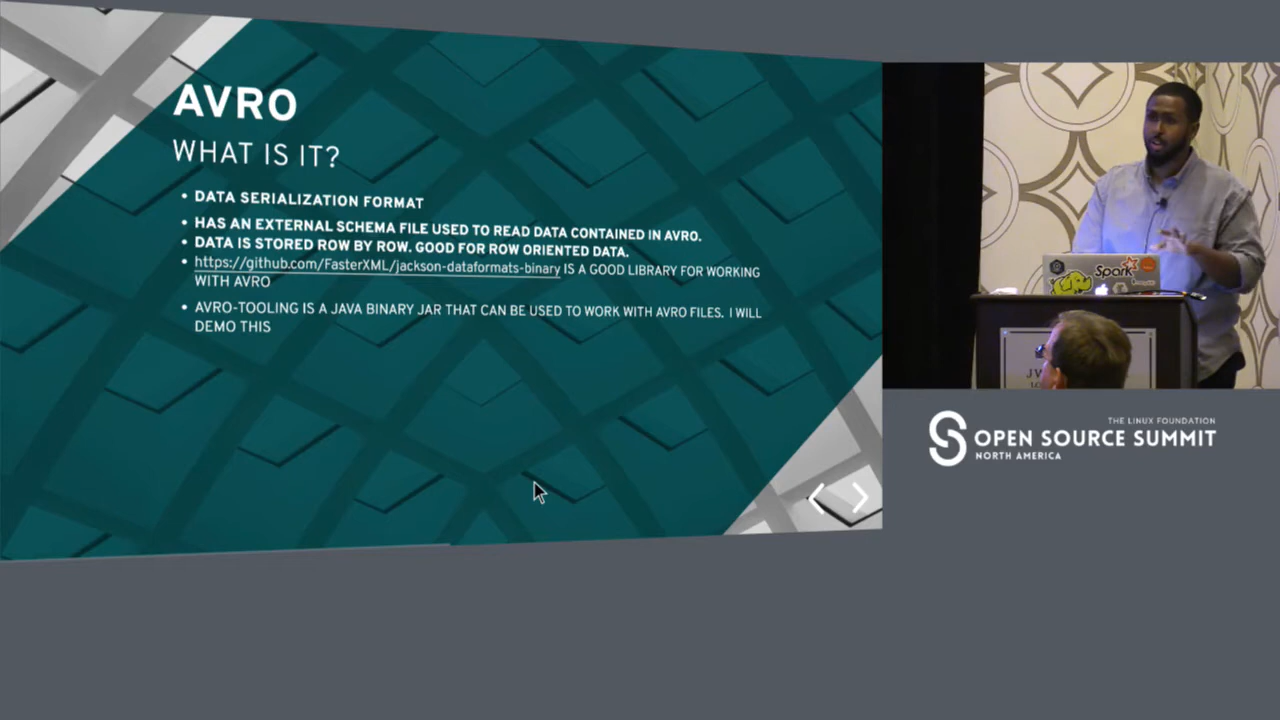 AVRO
WHAT IS IT?
• DATA SERIALIZATION FORMAT
• HAS AN EXTERNAL SCHEMA FILE USED TO READ DATA CONTAINED IN AVRO.
• DATA IS STORED ROW BY ROW. GOOD FOR ROW ORIENTED DATA.
• https://github.com/FasterXML/jackson-dataformats-binary IS A GOOD LIBRARY FOR WORKING
WITH AVRO
• AVRO-TOOLING IS A JAVA BINARY JAR THAT CAN BE USED TO WORK WITH AVRO FILES. I WILL
DEMO THIS
Spark
JW
THE LINUX FOUNDATION
OPEN SOURCE SUMMIT
NORTH AMERICA